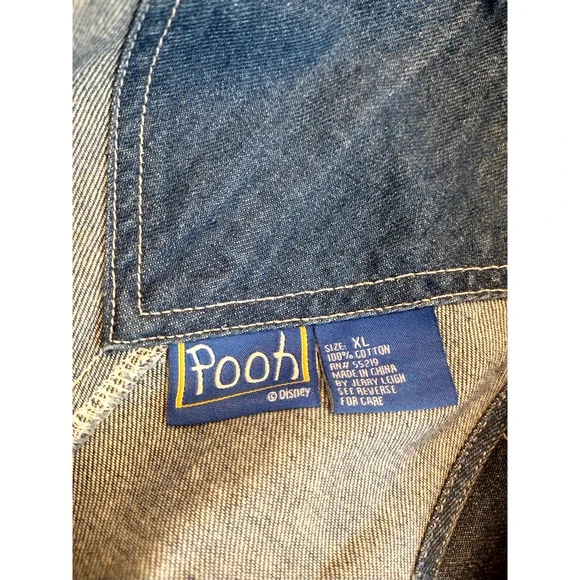 Pooh
© Disney
SIZE: XL
100% COTTON
RN# 55219
MADE IN CHINA
BY JERRY LEIGH
SEE REVERSE
FOR CARE